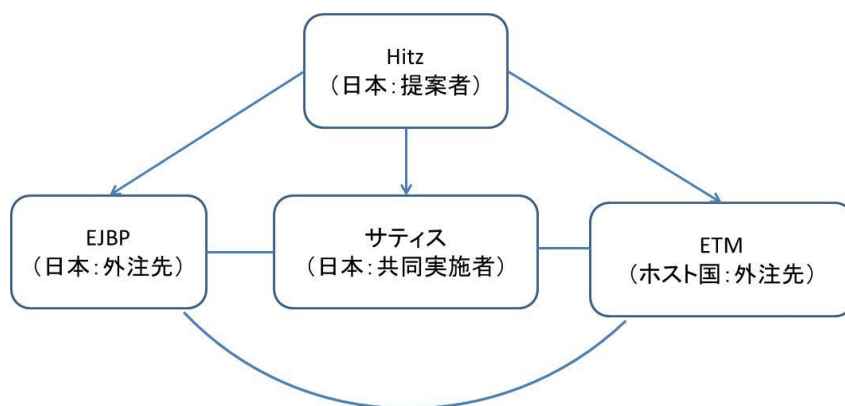 Hitz
（日本：提案者）
EJBP
（日本：外注先）
サティス
（日本：共同実施者）
ETM
（ホスト国：外注先）